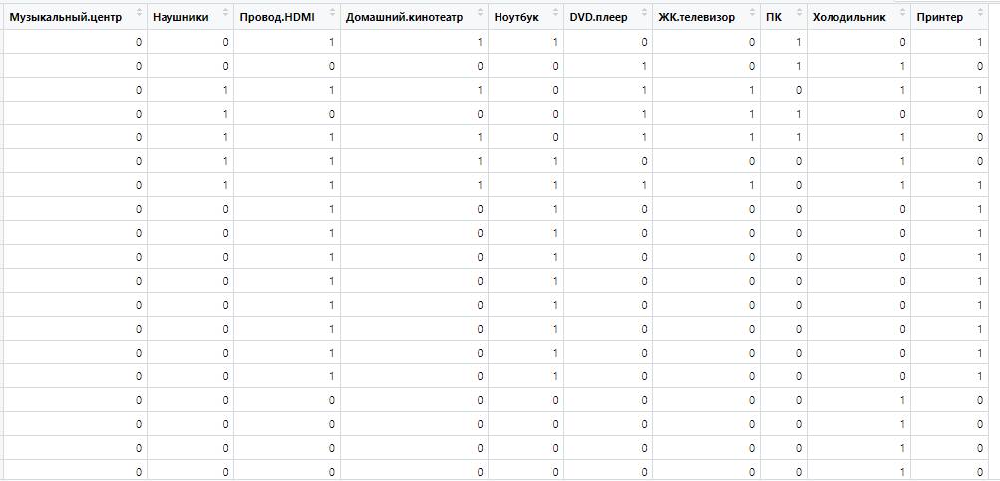 Музыкальный.центр Наушники Провод.HDMI Домашний.кинотеатр Ноутбук DVD.плеер ЖК.телевизор ПК Холодильник Принтер
0 0 1 1 1 0 0 1 0 1
0 0 0 0 0 1 0 1 1 0
0 1 1 1 0 1 1 0 1 1
0 1 0 0 0 1 1 1 0 0
0 1 1 1 0 1 1 1 1 0
0 1 1 1 1 0 0 0 1 0
0 1 1 1 1 1 1 0 1 1
0 0 1 0 1 0 0 0 0 1
0 0 1 0 1 0 0 0 0 1
0 0 1 0 1 0 0 0 0 1
0 0 1 0 1 0 0 0 0 1
0 0 1 0 1 0 0 0 0 1
0 0 1 0 1 0 0 0 0 1
0 0 1 0 1 0 0 0 0 1
0 0 1 0 1 0 0 0 0 1
0 0 0 0 0 0 0 0 1 0
0 0 0 0 0 0 0 0 1 0
0 0 0 0 0 0 0 0 1 0
0 0 0 0 0 0 0 0 1 0